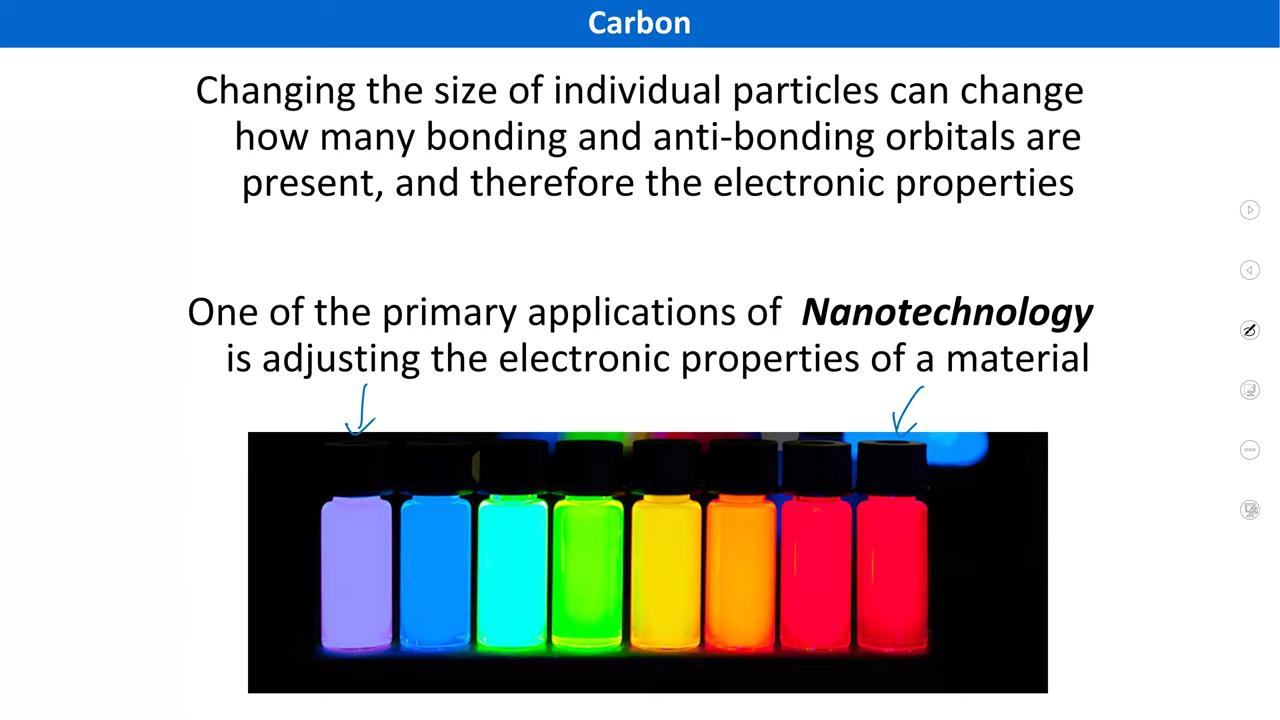 Carbon
Changing the size of individual particles can change
how many bonding and anti-bonding orbitals are
present, and therefore the electronic properties
One of the primary applications of Nanotechnology
is adjusting the electronic properties of a material